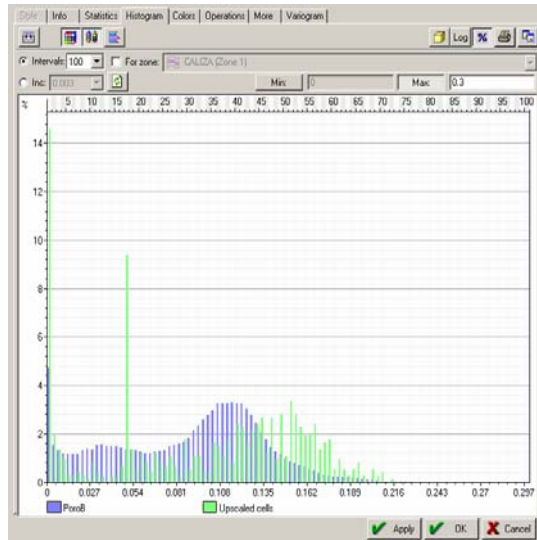 Style Info Statistics Histogram Colors Operations More Variogram
Log %
Intervals: 100 For zone: CALIZA (Zone 1)
Inc: 0.003 Min: 0 Max: 0.3
% 5 10 15 20 25 30 35 40 45 50 55 60 65 70 75 80 85 90 95 100
14
12
10
8
6
4
2
0
0 0.027 0.054 0.081 0.108 0.135 0.162 0.189 0.216 0.243 0.27 0.297
PoroB Upscaled cells
Apply OK Cancel